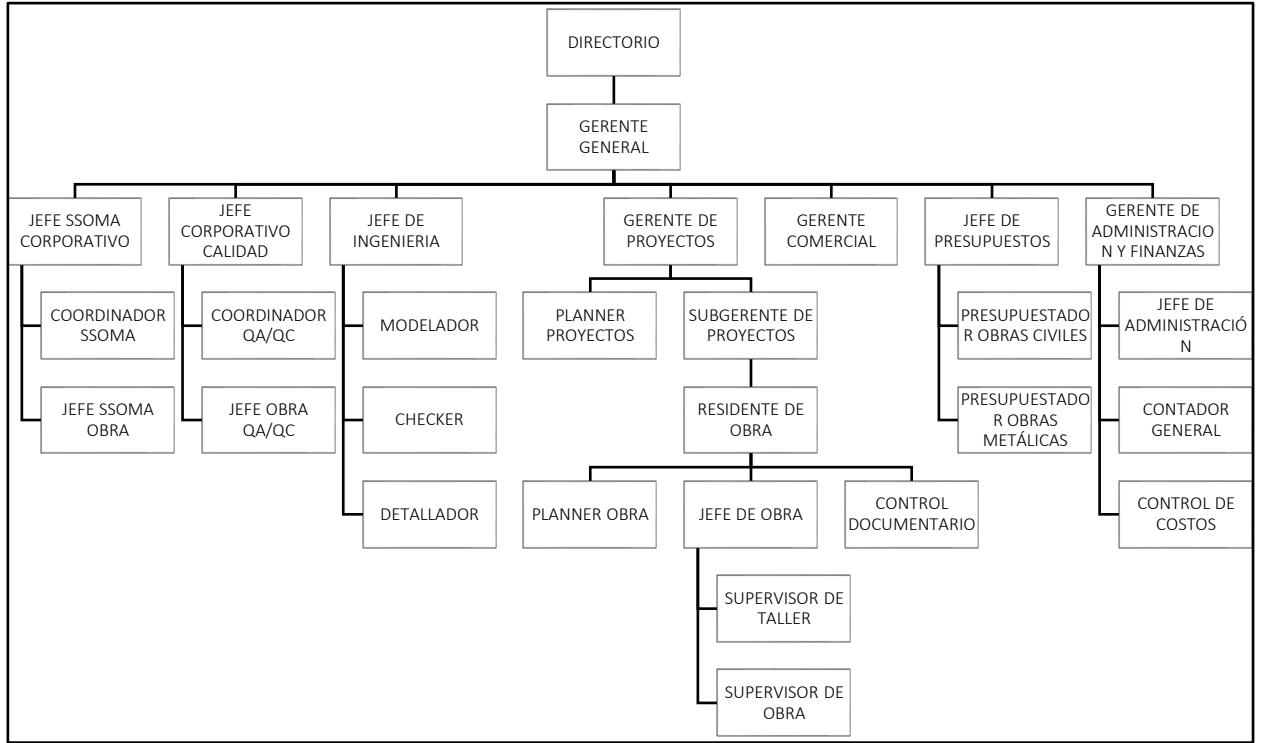 DIRECTORIO
GERENTE
GENERAL
JEFE SSOMA
CORPORATIVO
JEFE
CORPORATIVO
CALIDAD
JEFE DE
INGENIERIA
GERENTE DE
PROYECTOS
GERENTE
COMERCIAL
JEFE DE
PRESUPUESTOS
GERENTE DE
ADMINISTRACIO
N Y FINANZAS
COORDINADOR
SSOMA
COORDINADOR
QA/QC
MODELADOR
PLANNER
PROYECTOS
SUBGERENTE DE
PROYECTOS
PRESUPUESTADO
R OBRAS CIVILES
JEFE DE
ADMINISTRACIÓ
N
JEFE SSOMA
OBRA
JEFE OBRA
QA/QC
CHECKER
RESIDENTE DE
OBRA
PRESUPUESTADO
R OBRAS
METÁLICAS
CONTADOR
GENERAL
DETALLADOR
PLANNER OBRA
JEFE DE OBRA
CONTROL
DOCUMENTARIO
CONTROL DE
COSTOS
SUPERVISOR DE
TALLER
SUPERVISOR DE
OBRA